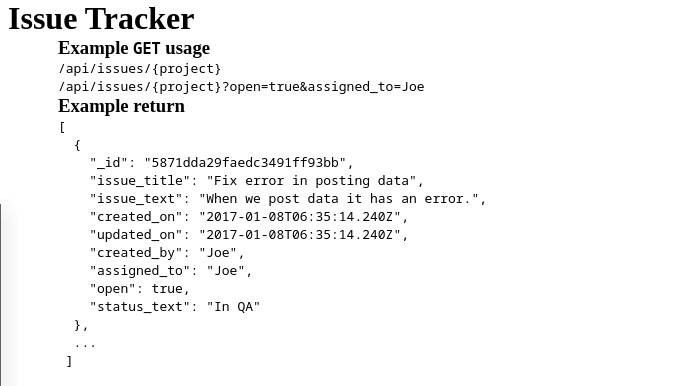 Issue Tracker
Example GET usage
/api/issues/{project}
/api/issues/{project}?open=true&assigned_to=Joe
Example return
[
  {
    "_id": "5871dda29faedc3491ff93bb",
    "issue_title": "Fix error in posting data",
    "issue_text": "When we post data it has an error.",
    "created_on": "2017-01-08T06:35:14.240Z",
    "updated_on": "2017-01-08T06:35:14.240Z",
    "created_by": "Joe",
    "assigned_to": "Joe",
    "open": true,
    "status_text": "In QA"
  },
  ...
 ]